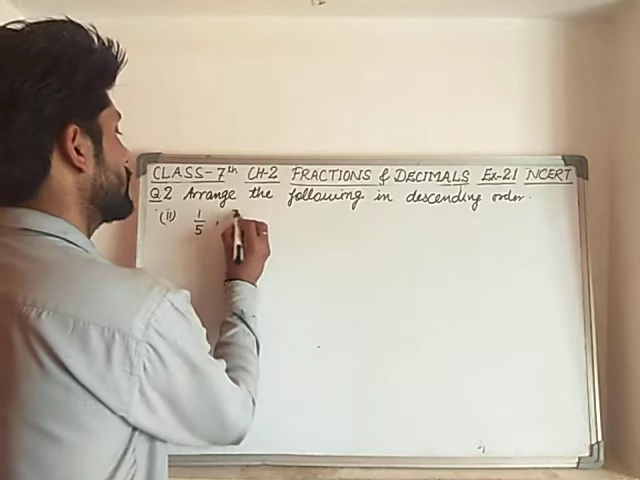 CLASS-7th CH-2 FRACTIONS & DECIMALS Ex-2.1 NCERT
Q.2 Arrange the following in descending order.
(ii) 1/5 ,